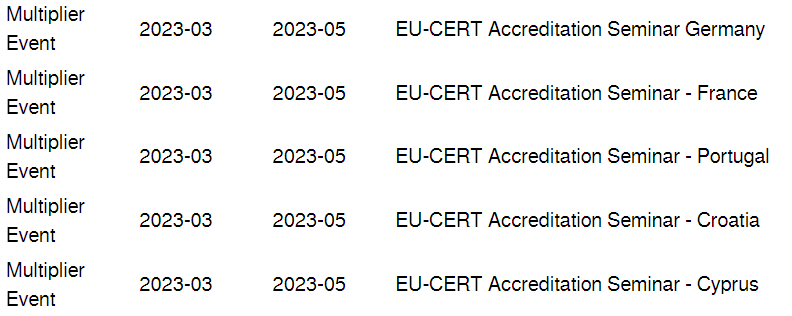 Multiplier
Event
2023-03 2023-05 EU-CERT Accreditation Seminar Germany
Multiplier
Event
2023-03 2023-05 EU-CERT Accreditation Seminar - France
Multiplier
Event
2023-03 2023-05 EU-CERT Accreditation Seminar - Portugal
Multiplier
Event
2023-03 2023-05 EU-CERT Accreditation Seminar - Croatia
Multiplier
Event
2023-03 2023-05 EU-CERT Accreditation Seminar - Cyprus